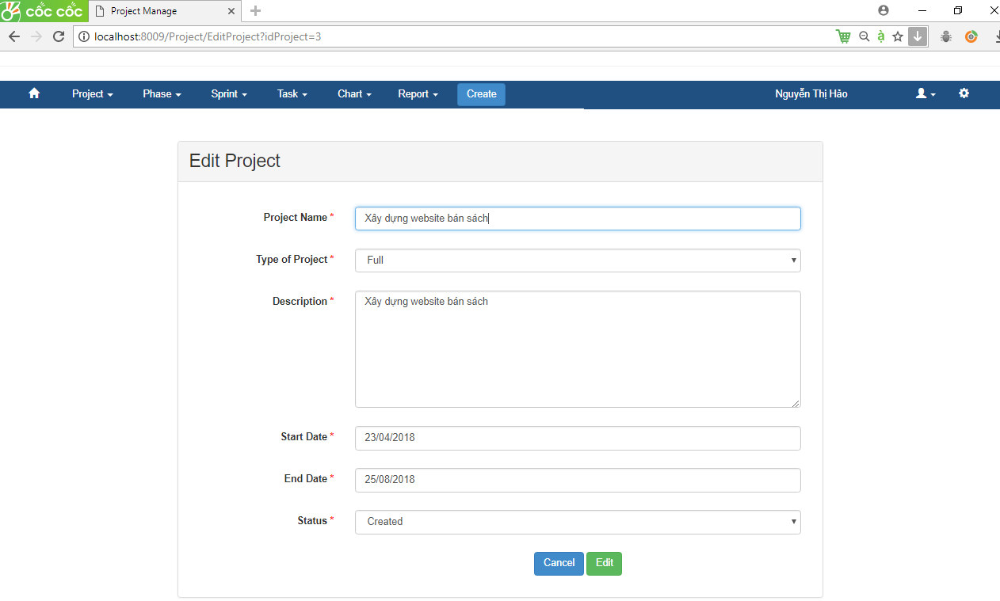 cốc cốc Project Manage
localhost:8009/Project/EditProject?idProject=3
Project Phase Sprint Task Chart Report Create Nguyễn Thị Hảo
Edit Project
Project Name * Xây dựng website bán sách
Type of Project * Full
Description * Xây dựng website bán sách
Start Date * 23/04/2018
End Date * 25/08/2018
Status * Created
Cancel Edit